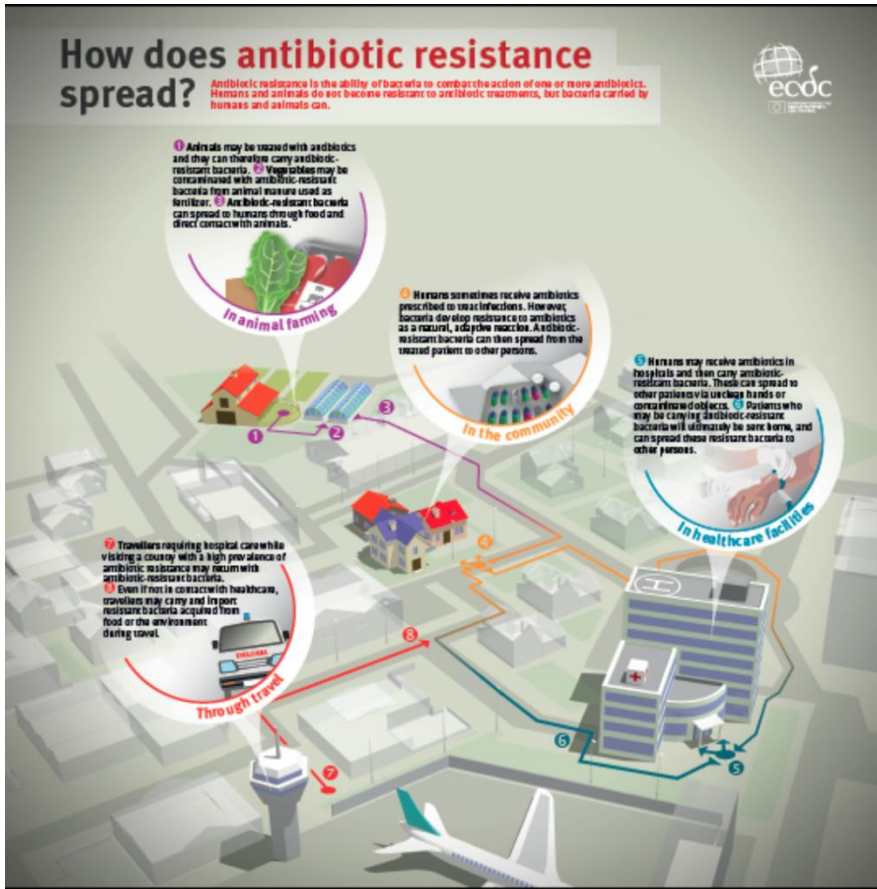 How does antibiotic resistance
spread?
Antibiotic resistance is the ability of bacteria to combat the action of one or more antibiotics.
Humans and animals do not become resistant to antibiotic treatments, but bacteria carried by
humans and animals can.
ecdc
1 Animals may be treated with antibiotics
and they can therefore carry antibiotic-
resistant bacteria. 2 Vegetables may be
contaminated with antibiotic-resistant
bacteria from animal manure used as
fertilizer. 3 Antibiotic-resistant bacteria
can spread to humans through food and
direct contact with animals.
In animal farming
4 Humans sometimes receive antibiotics
prescribed to treat infections. However,
bacteria develop resistance to antibiotics
as a natural, adaptive reaction. Antibiotic-
resistant bacteria can then spread from the
treated patient to other persons.
In the community
5 Humans may receive antibiotics in
hospitals and then carry antibiotic-
resistant bacteria. These can spread to
other patients via unclean hands or
contaminated objects. 6 Patients who
may be carrying antibiotic-resistant
bacteria will ultimately be sent home, and
can spread these resistant bacteria to
other persons.
In healthcare facilities
7 Travellers requiring hospital care while
visiting a country with a high prevalence of
antibiotic resistance may return with
antibiotic-resistant bacteria.
8 Even if not in contact with healthcare,
travellers may carry and import
resistant bacteria acquired from
food or the environment
during travel.
Through travel
1
2
3
4
H
8
6
5
7